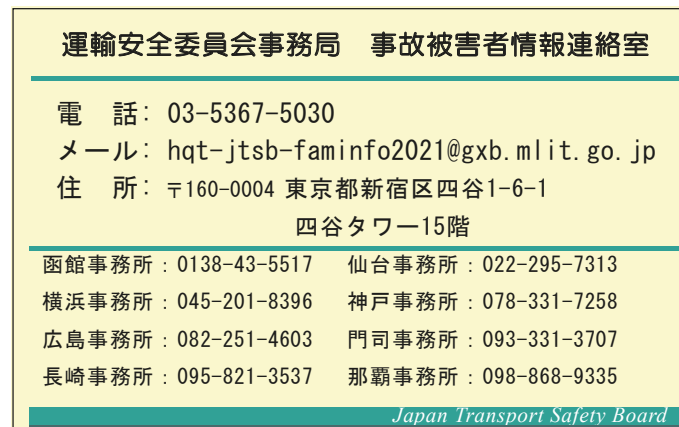 運輸安全委員会事務局　事故被害者情報連絡室
電　話: 03-5367-5030
メール: hqt-jtsb-faminfo2021@gxb.mlit.go.jp
住　所: 〒160-0004 東京都新宿区四谷1-6-1
四谷タワー15階
函館事務所：0138-43-5517　仙台事務所：022-295-7313
横浜事務所：045-201-8396　神戸事務所：078-331-7258
広島事務所：082-251-4603　門司事務所：093-331-3707
長崎事務所：095-821-3537　那覇事務所：098-868-9335
Japan Transport Safety Board